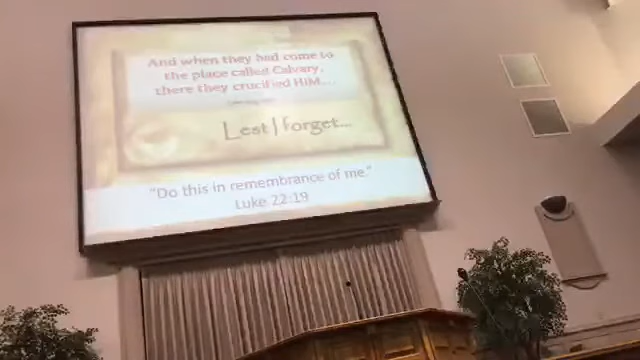 And when they had come to
the place called Calvary,
there they crucified HIM...
Lest I forget...
"Do this in remembrance of me."
Luke 22:19